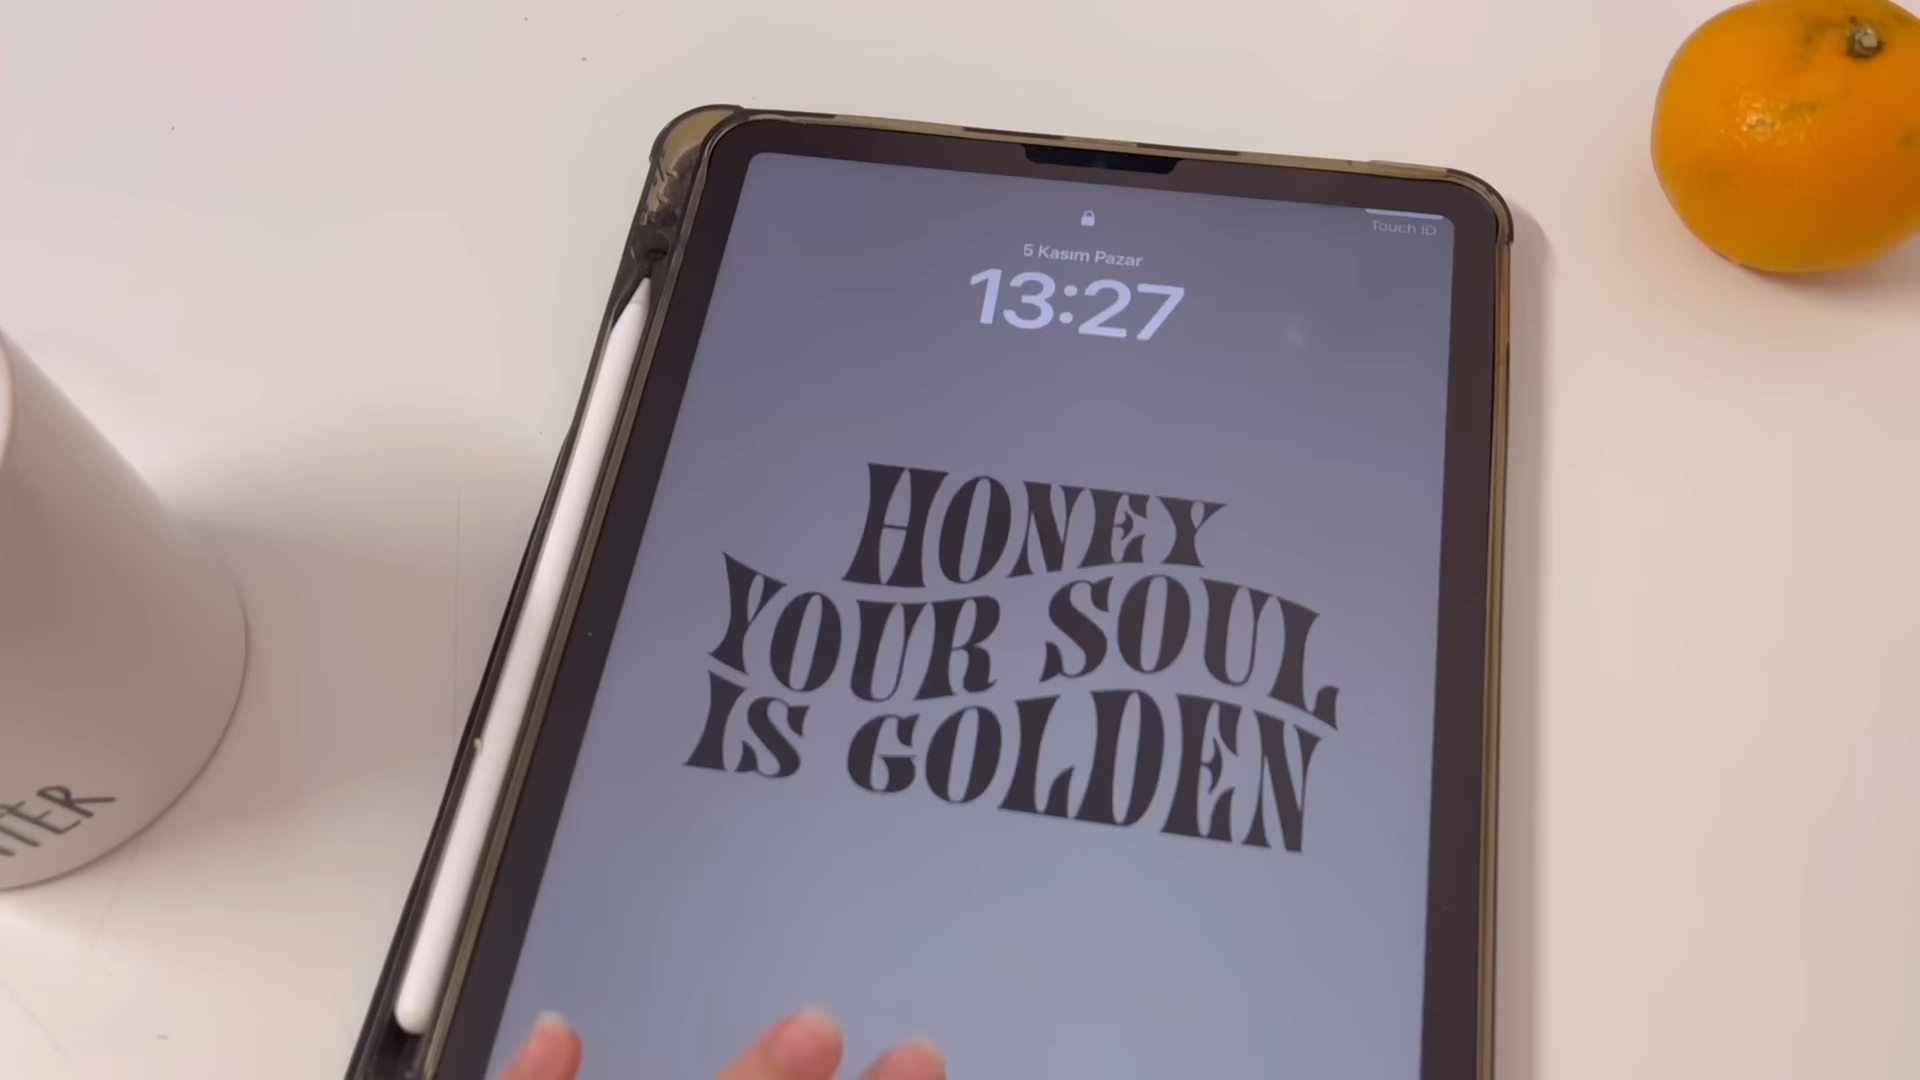 Touch ID
5 Kasım Pazar
13:27
HONEY
YOUR SOUL
IS GOLDEN